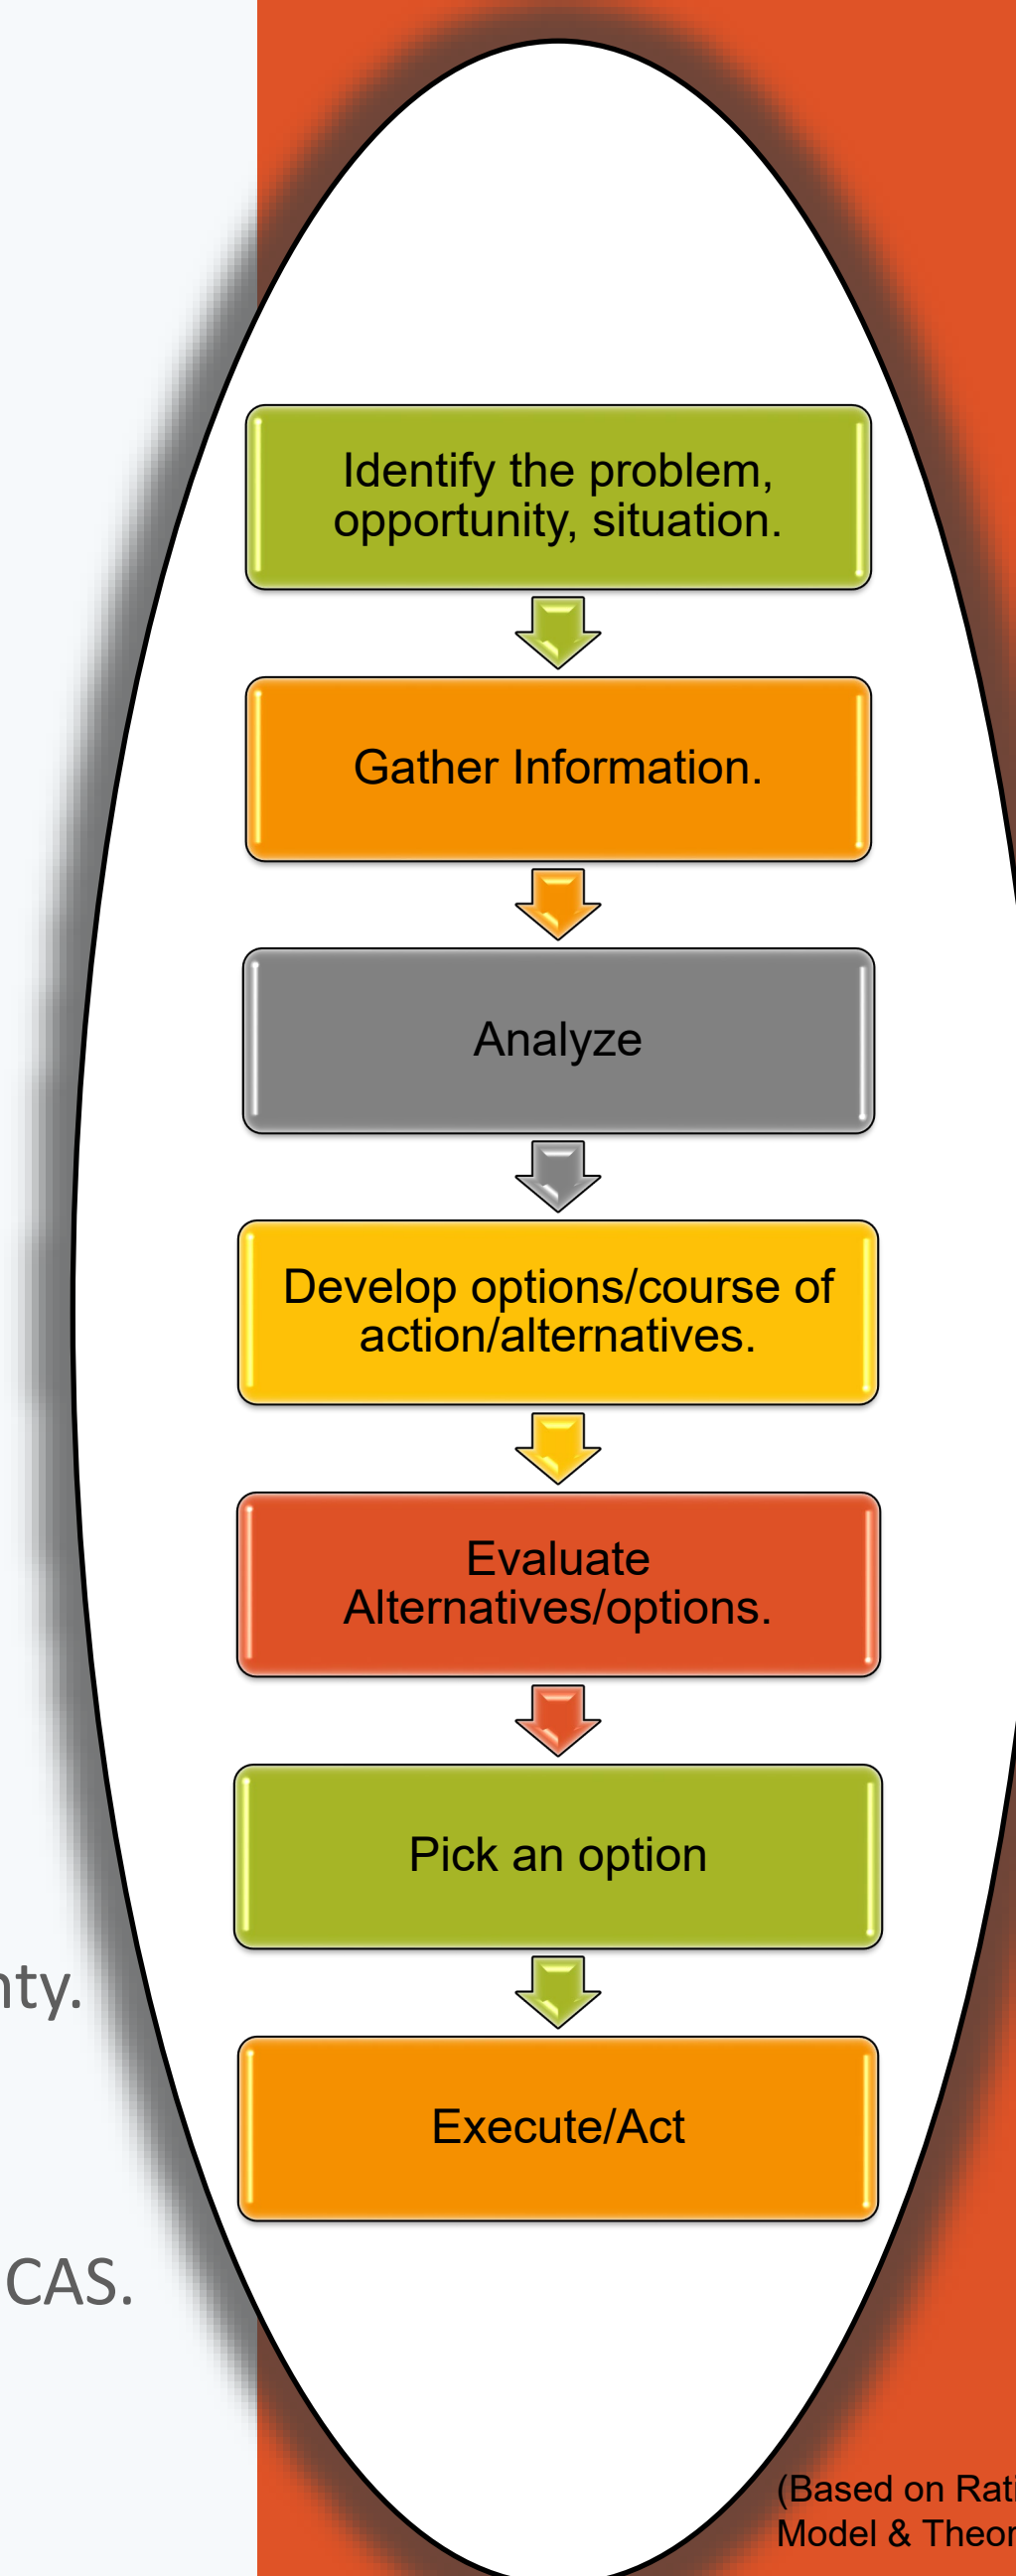 Identify the problem,
opportunity, situation.
Gather Information.
Analyze
Develop options/course of
action/alternatives.
Evaluate
Alternatives/options.
Pick an option
nty.
Execute/Act
CAS.
(Based on Rati
Model & Theor